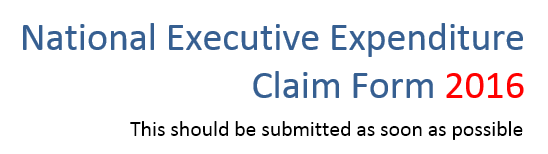 National Executive Expenditure
Claim Form 2016
This should be submitted as soon as possible